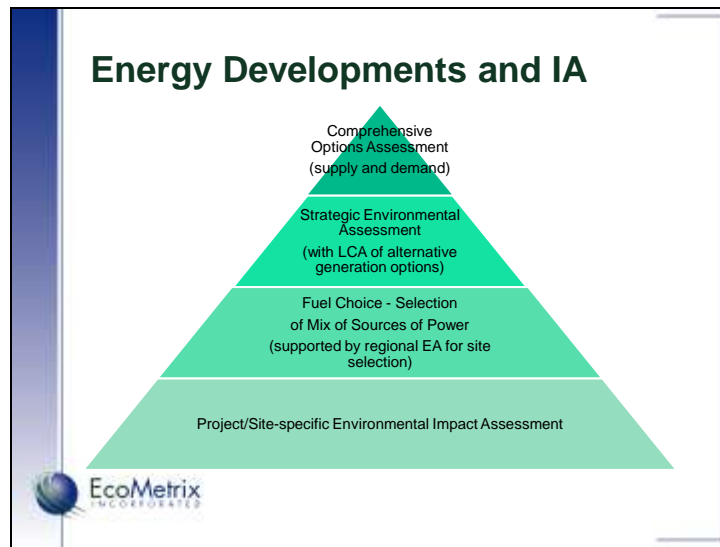 Energy Developments and IA
Comprehensive
Options Assessment
(supply and demand)
Strategic Environmental
Assessment
(with LCA of alternative
generation options)
Fuel Choice - Selection
of Mix of Sources of Power
(supported by regional EA for site
selection)
Project/Site-specific Environmental Impact Assessment
EcoMetrix
INCORPORATED